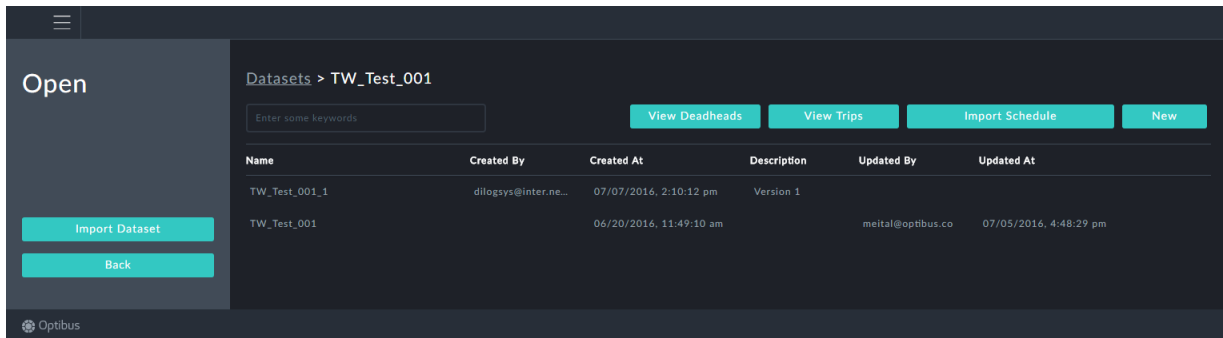 Open
Datasets > TW_Test_001
Enter some keywords
View Deadheads View Trips Import Schedule New
Name Created By Created At Description Updated By Updated At
TW_Test_001_1 dilogsys@inter.ne... 07/07/2016, 2:10:12 pm Version 1
TW_Test_001 06/20/2016, 11:49:10 am meital@optibus.co 07/05/2016, 4:48:29 pm
Import Dataset
Back
Optibus